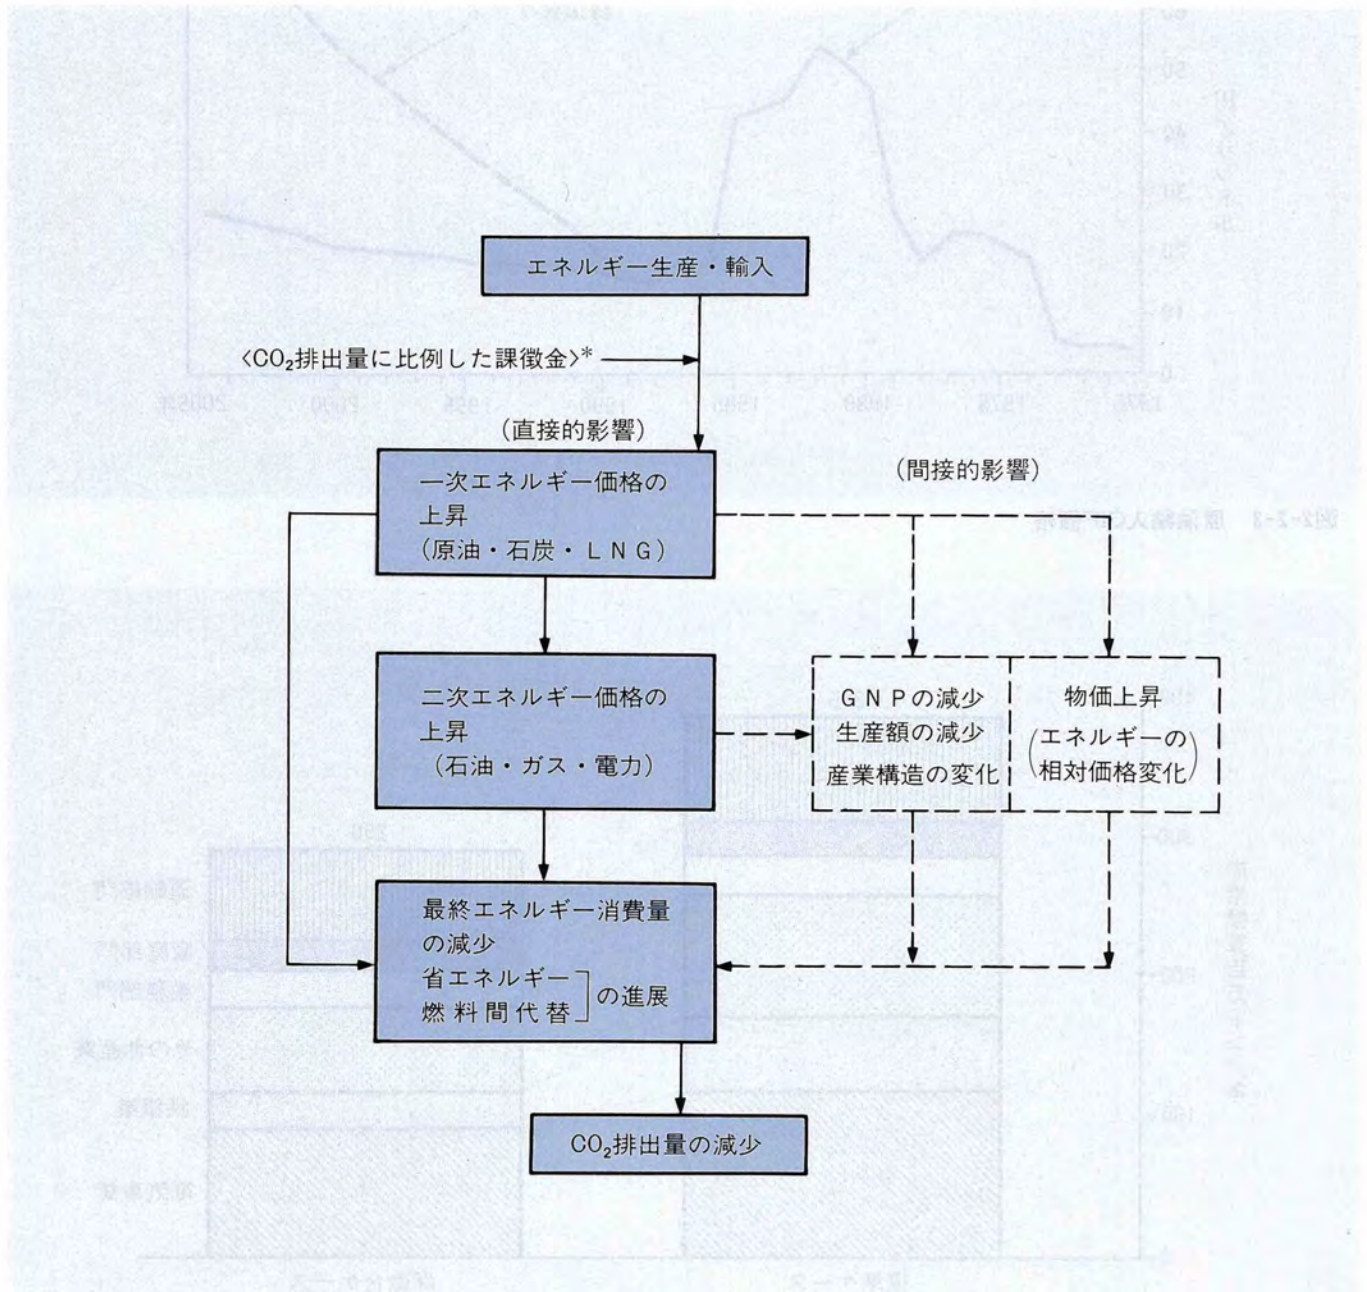 エネルギー生産・輸入
〈CO₂排出量に比例した課徴金〉*
(直接的影響)
(間接的影響)
一次エネルギー価格の
上昇
(原油・石炭・LNG)
二次エネルギー価格の
上昇
(石油・ガス・電力)
GNPの減少
生産額の減少
産業構造の変化
物価上昇
(エネルギーの
相対価格変化)
最終エネルギー消費量
の減少
省エネルギー
燃料間代替
の進展
CO₂排出量の減少